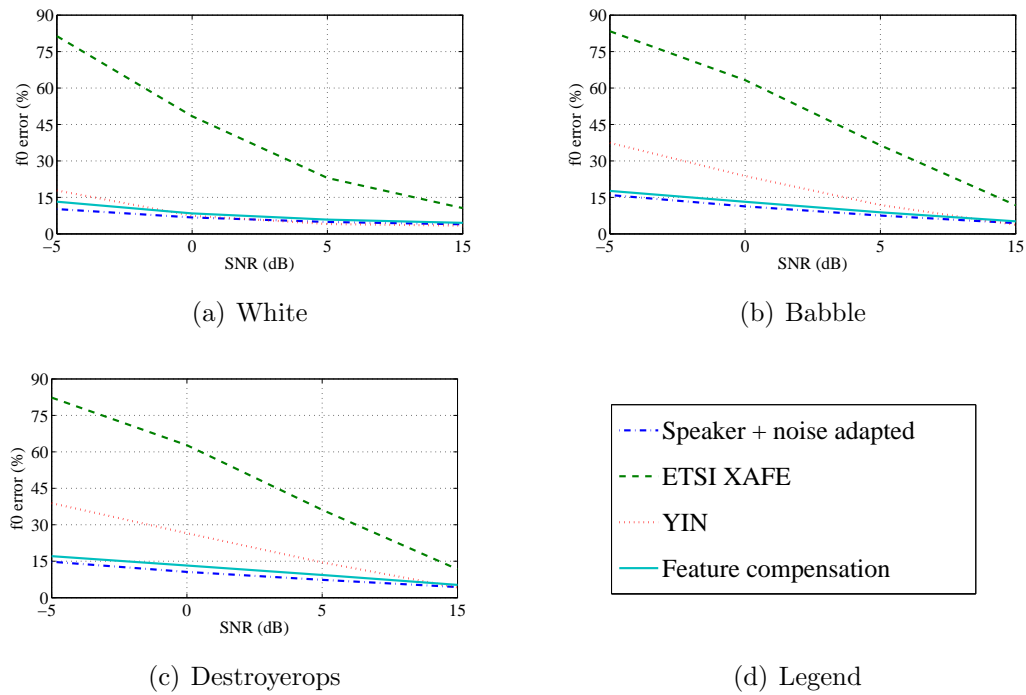 90
75
60
45
30
15
0
f0 error (%)
−5
0
5
15
SNR (dB)
(a) White
90
75
60
45
30
15
0
f0 error (%)
−5
0
5
15
SNR (dB)
(b) Babble
90
75
60
45
30
15
0
f0 error (%)
−5
0
5
15
SNR (dB)
(c) Destroyerops
Speaker + noise adapted
ETSI XAFE
YIN
Feature compensation
(d) Legend